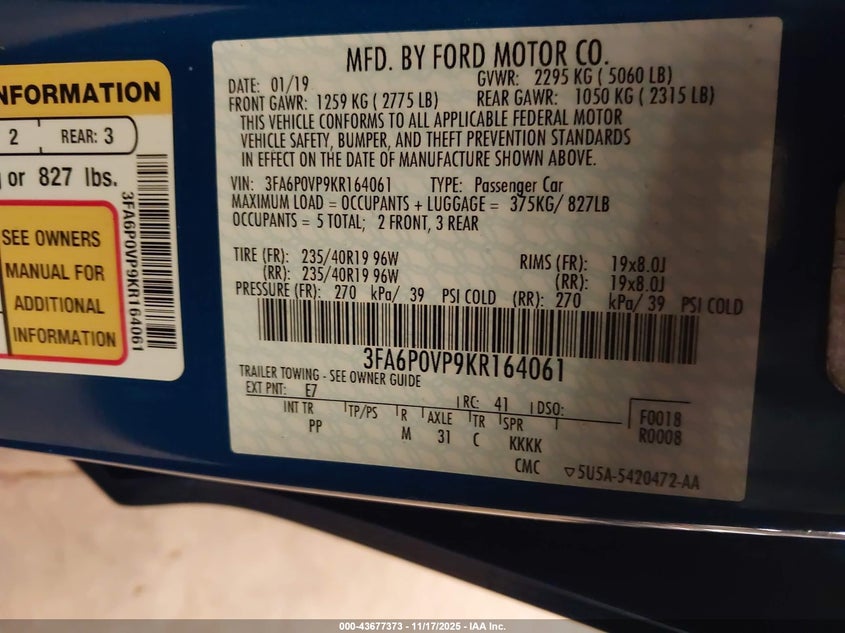 NFORMATION
2 REAR: 3
or 827 lbs.
SEE OWNERS
MANUAL FOR
ADDITIONAL
INFORMATION
3FA6P0VP9KR164061
MFD. BY FORD MOTOR CO.
DATE: 01/19 GVWR: 2295 KG ( 5060 LB)
FRONT GAWR: 1259 KG ( 2775 LB) REAR GAWR: 1050 KG ( 2315 LB)
THIS VEHICLE CONFORMS TO ALL APPLICABLE FEDERAL MOTOR
VEHICLE SAFETY, BUMPER, AND THEFT PREVENTION STANDARDS
IN EFFECT ON THE DATE OF MANUFACTURE SHOWN ABOVE.
VIN: 3FA6P0VP9KR164061 TYPE: Passenger Car
MAXIMUM LOAD = OCCUPANTS + LUGGAGE = 375KG/ 827LB
OCCUPANTS = 5 TOTAL; 2 FRONT, 3 REAR
TIRE (FR): 235/40R19 96W RIMS (FR): 19x8.0J
(RR): 235/40R19 96W (RR): 19x8.0J
PRESSURE (FR): 270 kPa/ 39 PSI COLD (RR): 270 kPa/ 39 PSI COLD
3FA6P0VP9KR164061
TRAILER TOWING - SEE OWNER GUIDE
EXT PNT: E7 RC: 41 DSO:
INT TR TP/PS R AXLE TR SPR
PP M 31 C KKKK
F0018
R0008
CMC ▽5U5A-5420472-AA
000-43677373 — 11/17/2025 — IAA Inc.